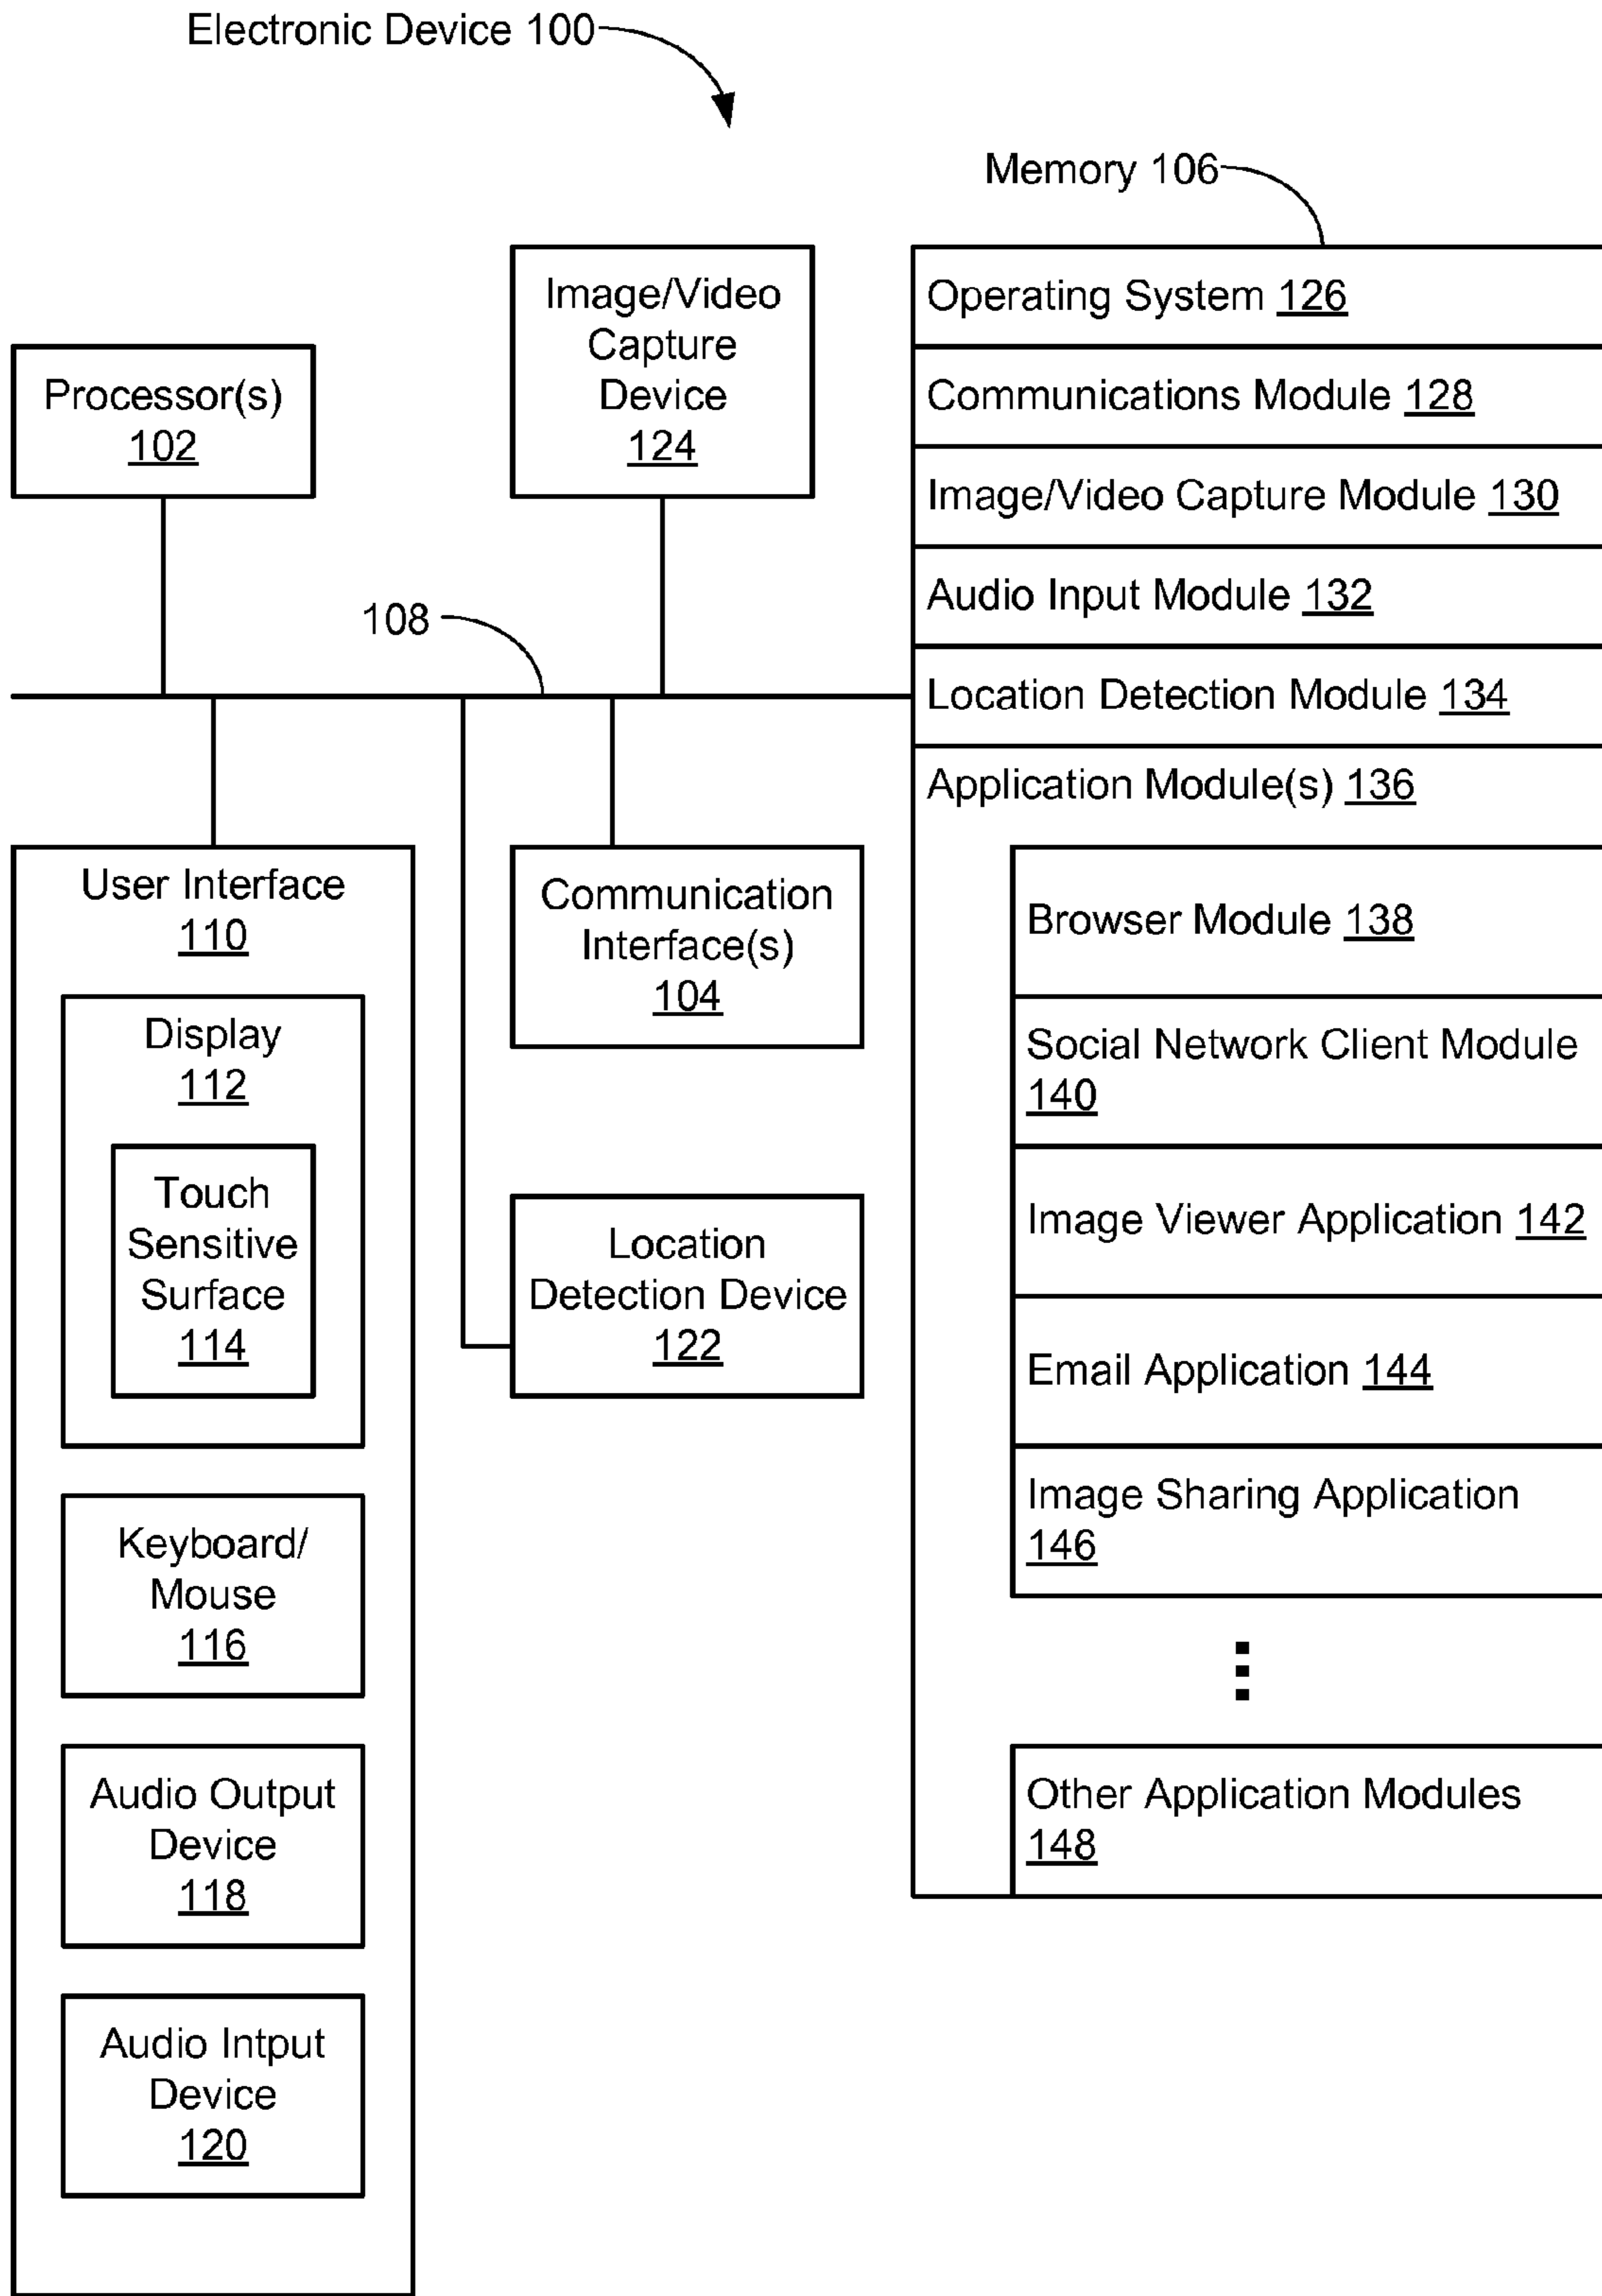 Electronic Device 100
Memory 106
Processor(s)
102
Image/Video
Capture
Device
124
108
User Interface
110
Display
112
Touch
Sensitive
Surface
114
Keyboard/
Mouse
116
Audio Output
Device
118
Audio Intput
Device
120
Communication
Interface(s)
104
Location
Detection Device
122
Operating System 126
Communications Module 128
Image/Video Capture Module 130
Audio Input Module 132
Location Detection Module 134
Application Module(s) 136
Browser Module 138
Social Network Client Module
140
Image Viewer Application 142
Email Application 144
Image Sharing Application
146
Other Application Modules
148